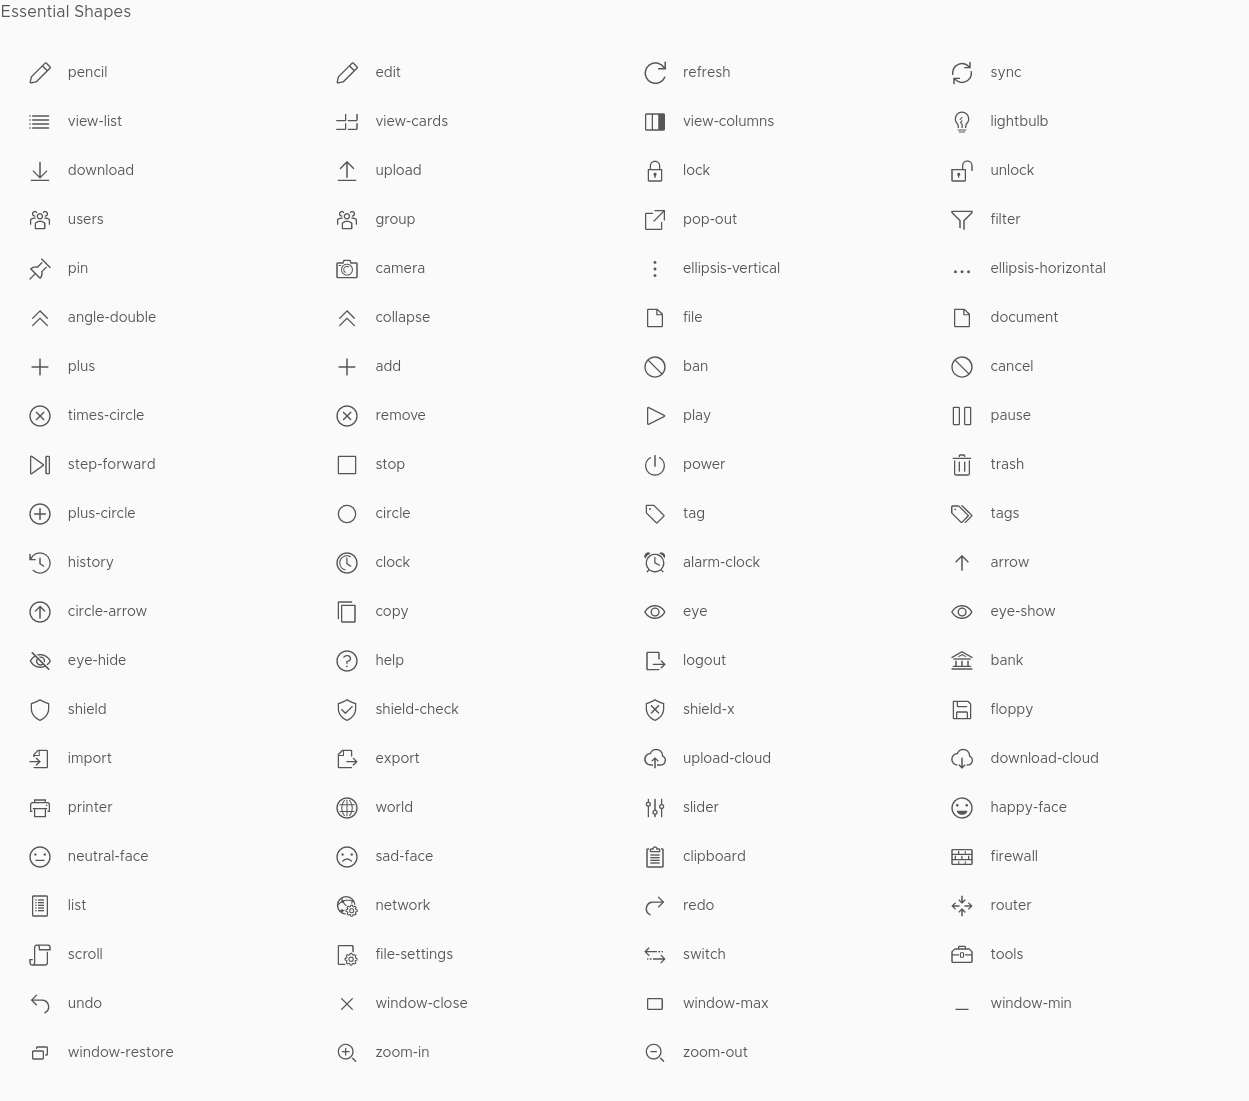 Essential Shapes
pencil edit refresh sync
view-list view-cards view-columns lightbulb
download upload lock unlock
users group pop-out filter
pin camera ellipsis-vertical ellipsis-horizontal
angle-double collapse file document
plus add ban cancel
times-circle remove play pause
step-forward stop power trash
plus-circle circle tag tags
history clock alarm-clock arrow
circle-arrow copy eye eye-show
eye-hide help logout bank
shield shield-check shield-x floppy
import export upload-cloud download-cloud
printer world slider happy-face
neutral-face sad-face clipboard firewall
list network redo router
scroll file-settings switch tools
undo window-close window-max window-min
window-restore zoom-in zoom-out